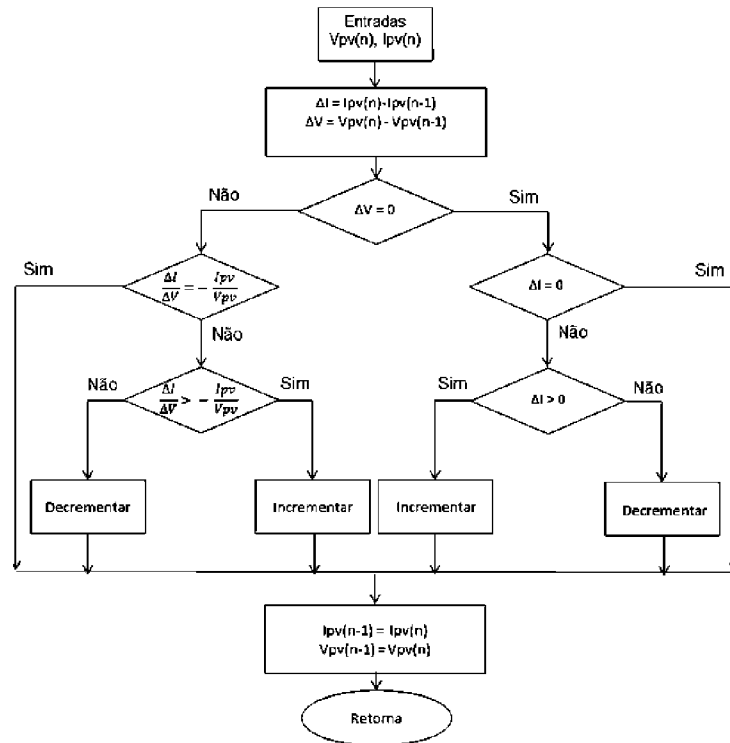 Entradas
Vpv(n), Ipv(n)
ΔI = Ipv(n)-Ipv(n-1)
ΔV = Vpv(n) - Vpv(n-1)
Não
ΔV = 0
Sim
Sim
ΔI/ΔV = - Ipv/Vpv
ΔI = 0
Sim
Não
Não
Não
ΔI/ΔV > - Ipv/Vpv
Sim
Sim
ΔI > 0
Não
Decrementar
Incrementar
Incrementar
Decrementar
Ipv(n-1) = Ipv(n)
Vpv(n-1) = Vpv(n)
Retorna